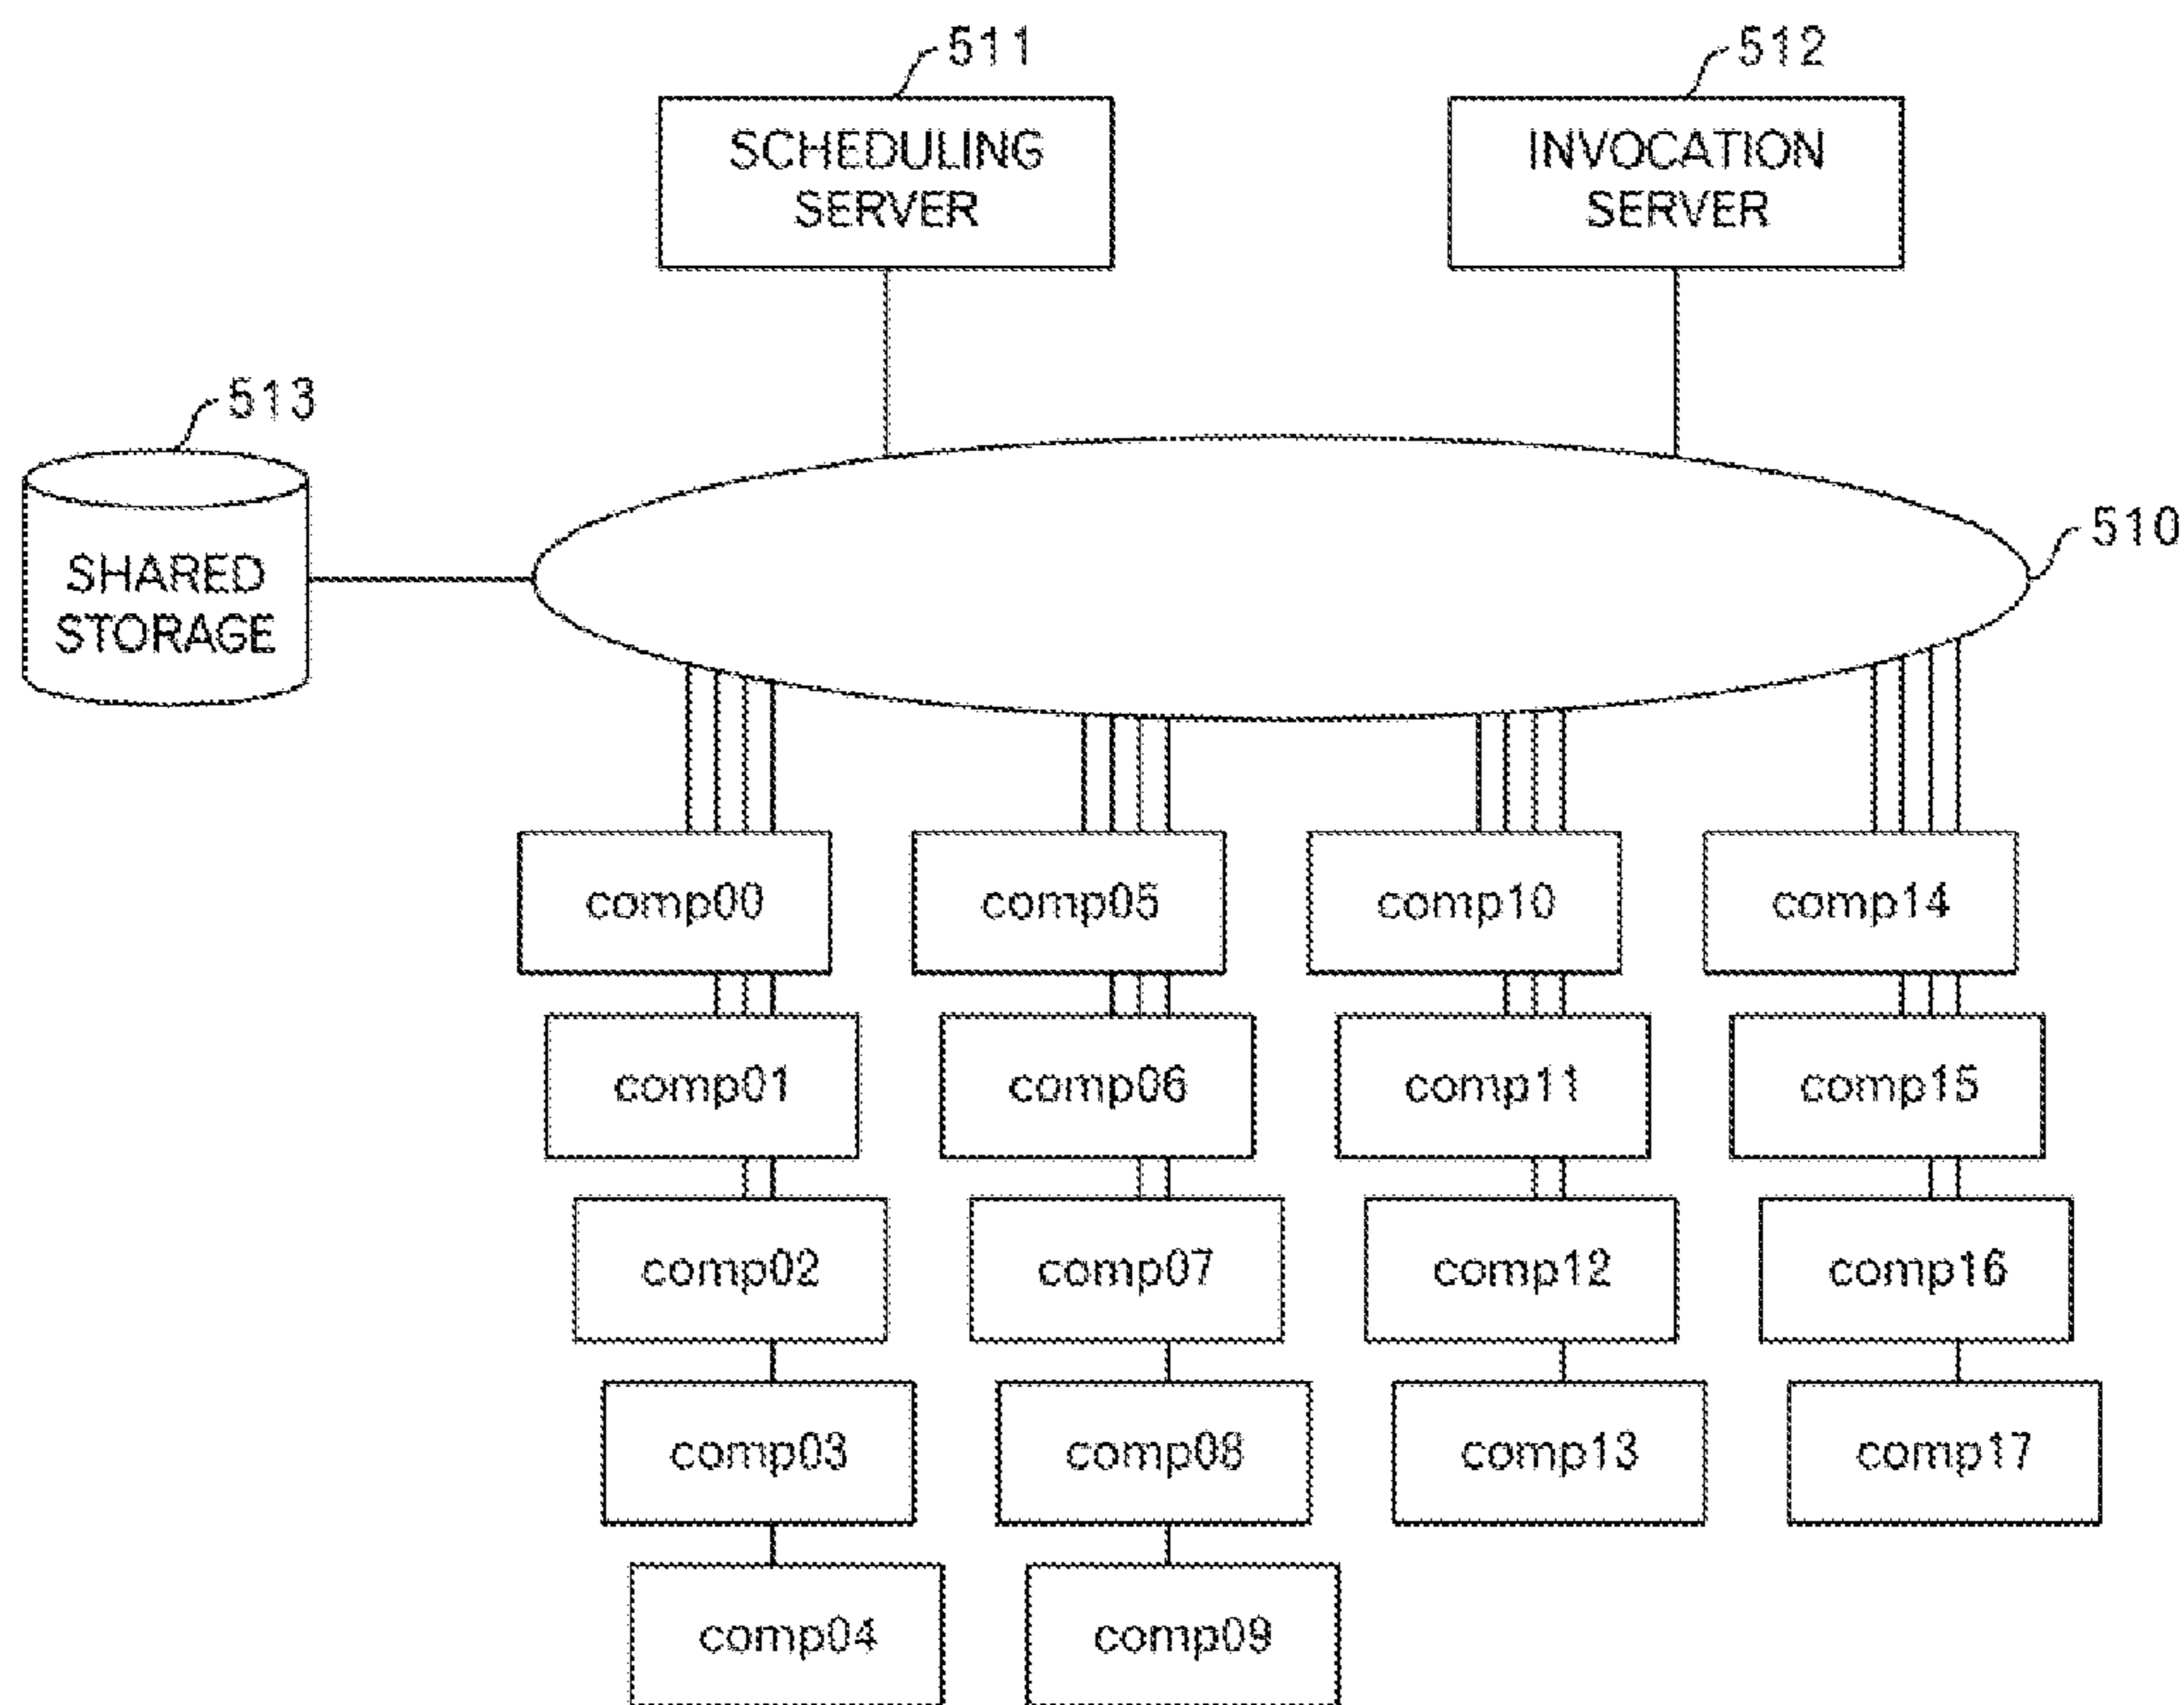 511
512
SCHEDULING
SERVER
INVOCATION
SERVER
513
SHARED
STORAGE
510
comp00
comp05
comp10
comp14
comp01
comp06
comp11
comp15
comp02
comp07
comp12
comp16
comp03
comp08
comp13
comp17
comp04
comp09